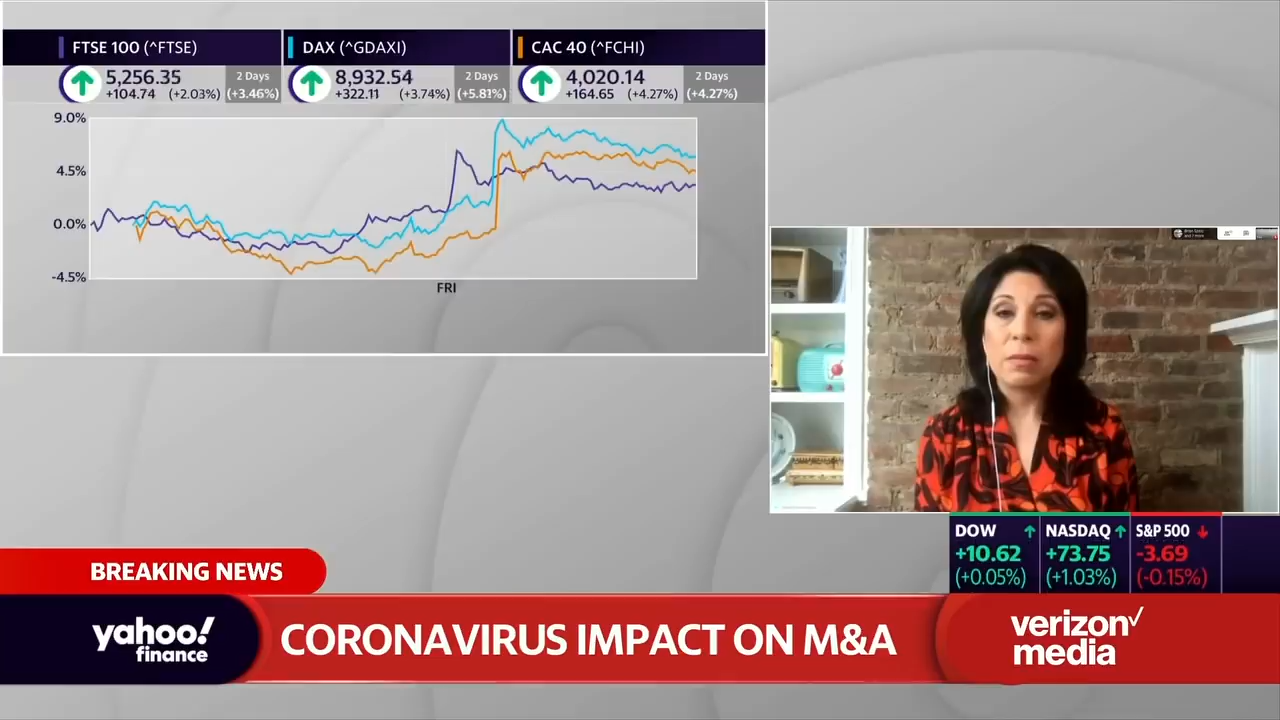 FTSE 100 (^FTSE)
5,256.35
+104.74 (+2.03%)
2 Days
(+3.46%)
DAX (^GDAXI)
8,932.54
+322.11 (+3.74%)
2 Days
(+5.81%)
CAC 40 (^FCHI)
4,020.14
+164.65 (+4.27%)
2 Days
(+4.27%)
9.0%
4.5%
0.0%
-4.5%
FRI
DOW
+10.62
(+0.05%)
NASDAQ
+73.75
(+1.03%)
S&P 500
-3.69
(-0.15%)
BREAKING NEWS
yahoo!
finance
CORONAVIRUS IMPACT ON M&A
verizon
media